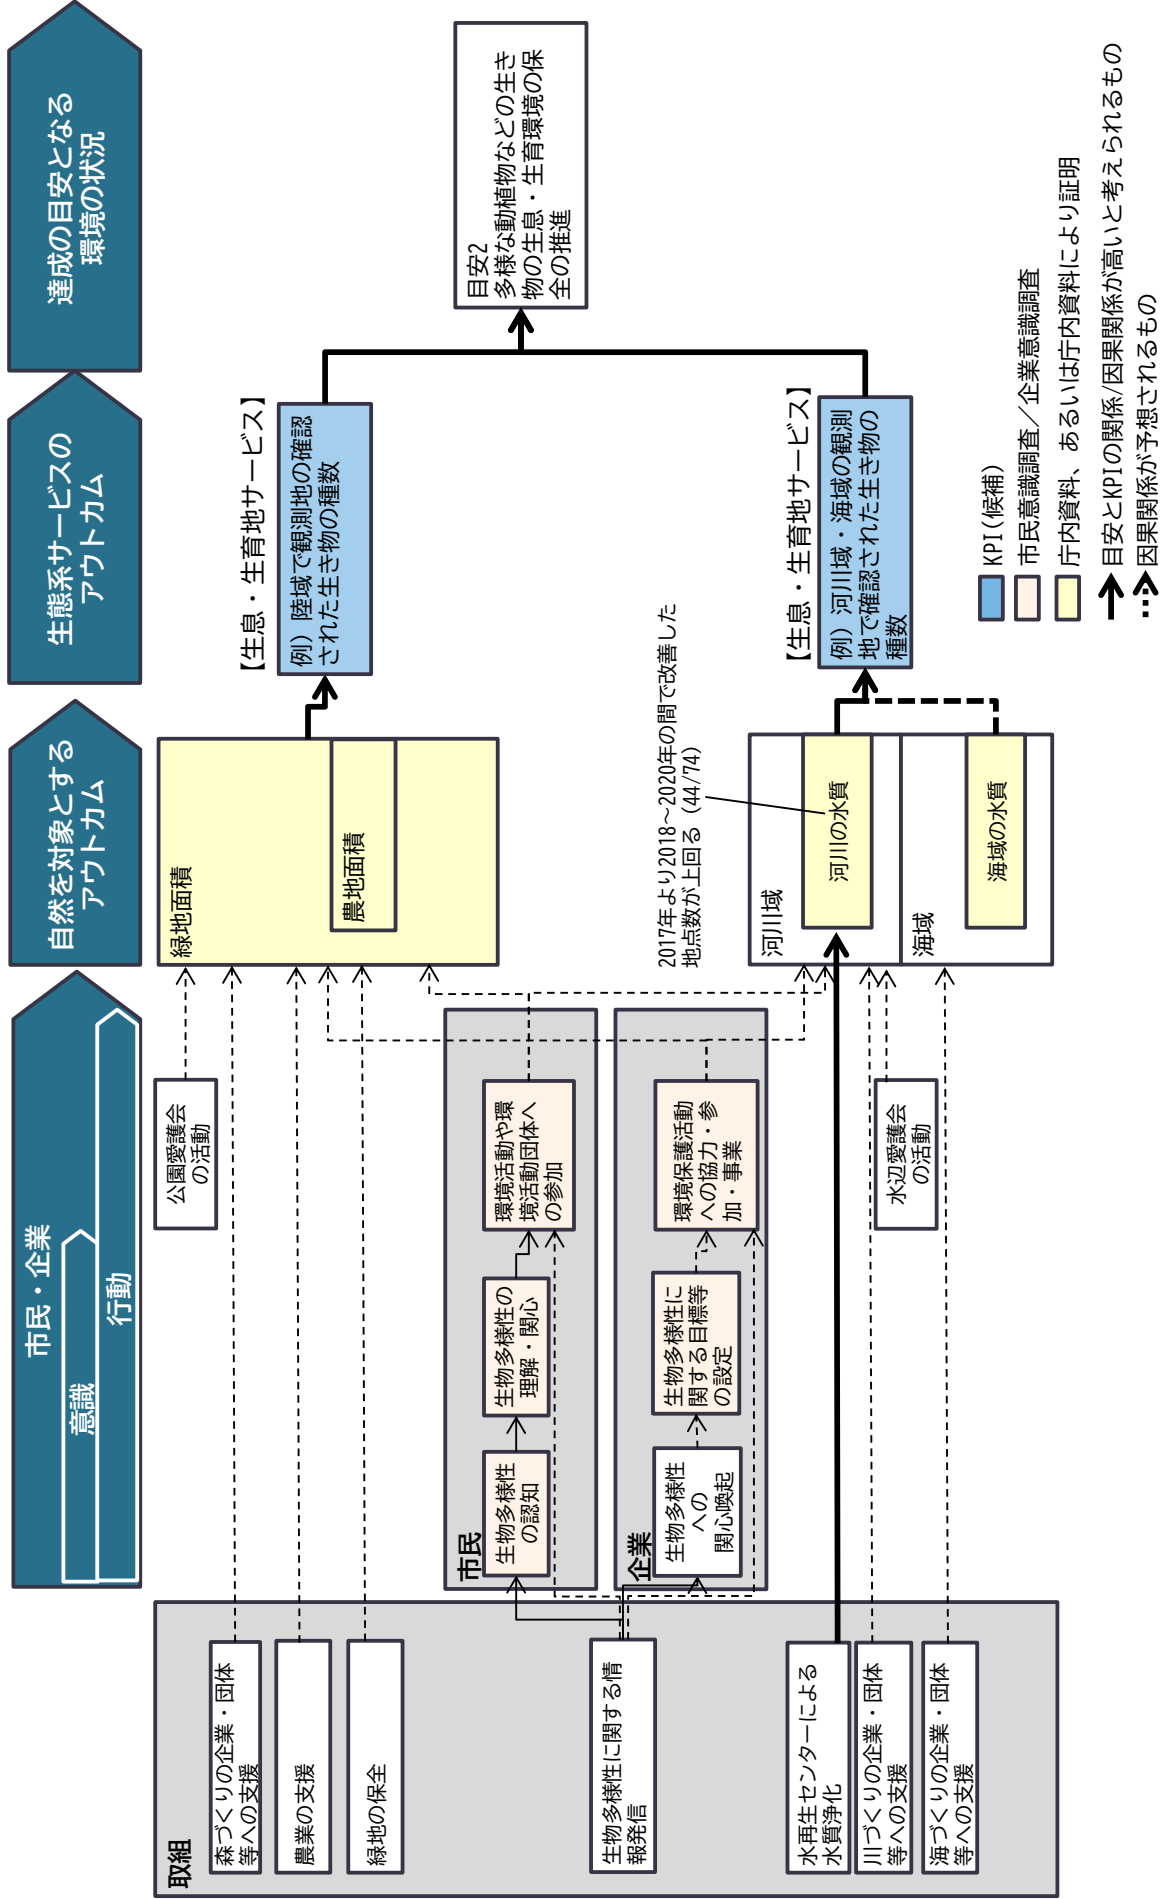 取組
森づくりの企業・団体
等への支援
農業の支援
緑地の保全
生物多様性に関する情
報発信
水再生センターによる
水質浄化
川づくりの企業・団体
等への支援
海づくりの企業・団体
等への支援
市民・企業
意識
行動
公園愛護会
の活動
市民
生物多様性
の認知
生物多様性の
理解・関心
環境活動や環
境活動団体へ
の参加
企業
生物多様性
への
関心喚起
生物多様性に
関する目標等
の設定
環境保護活動
への協力・参
加・事業
水辺愛護会
の活動
自然を対象とする
アウトカム
緑地面積
農地面積
2017年より2018～2020年の間で改善した
地点数が上回る（44/74）
河川域
河川の水質
海域
海域の水質
生態系サービスの
アウトカム
【生息・生育地サービス】
例）陸域で観測地の確認
された生き物の種数
【生息・生育地サービス】
例）河川域・海域の観測
地で確認された生き物の
種数
達成の目安となる
環境の状況
目安2
多様な動植物などの生き
物の生息・生育環境の保
全の推進
KPI(候補)
市民意識調査／企業意識調査
庁内資料、あるいは庁内資料により証明
目安とKPIの関係/因果関係が高いと考えられるもの
因果関係が予想されるもの